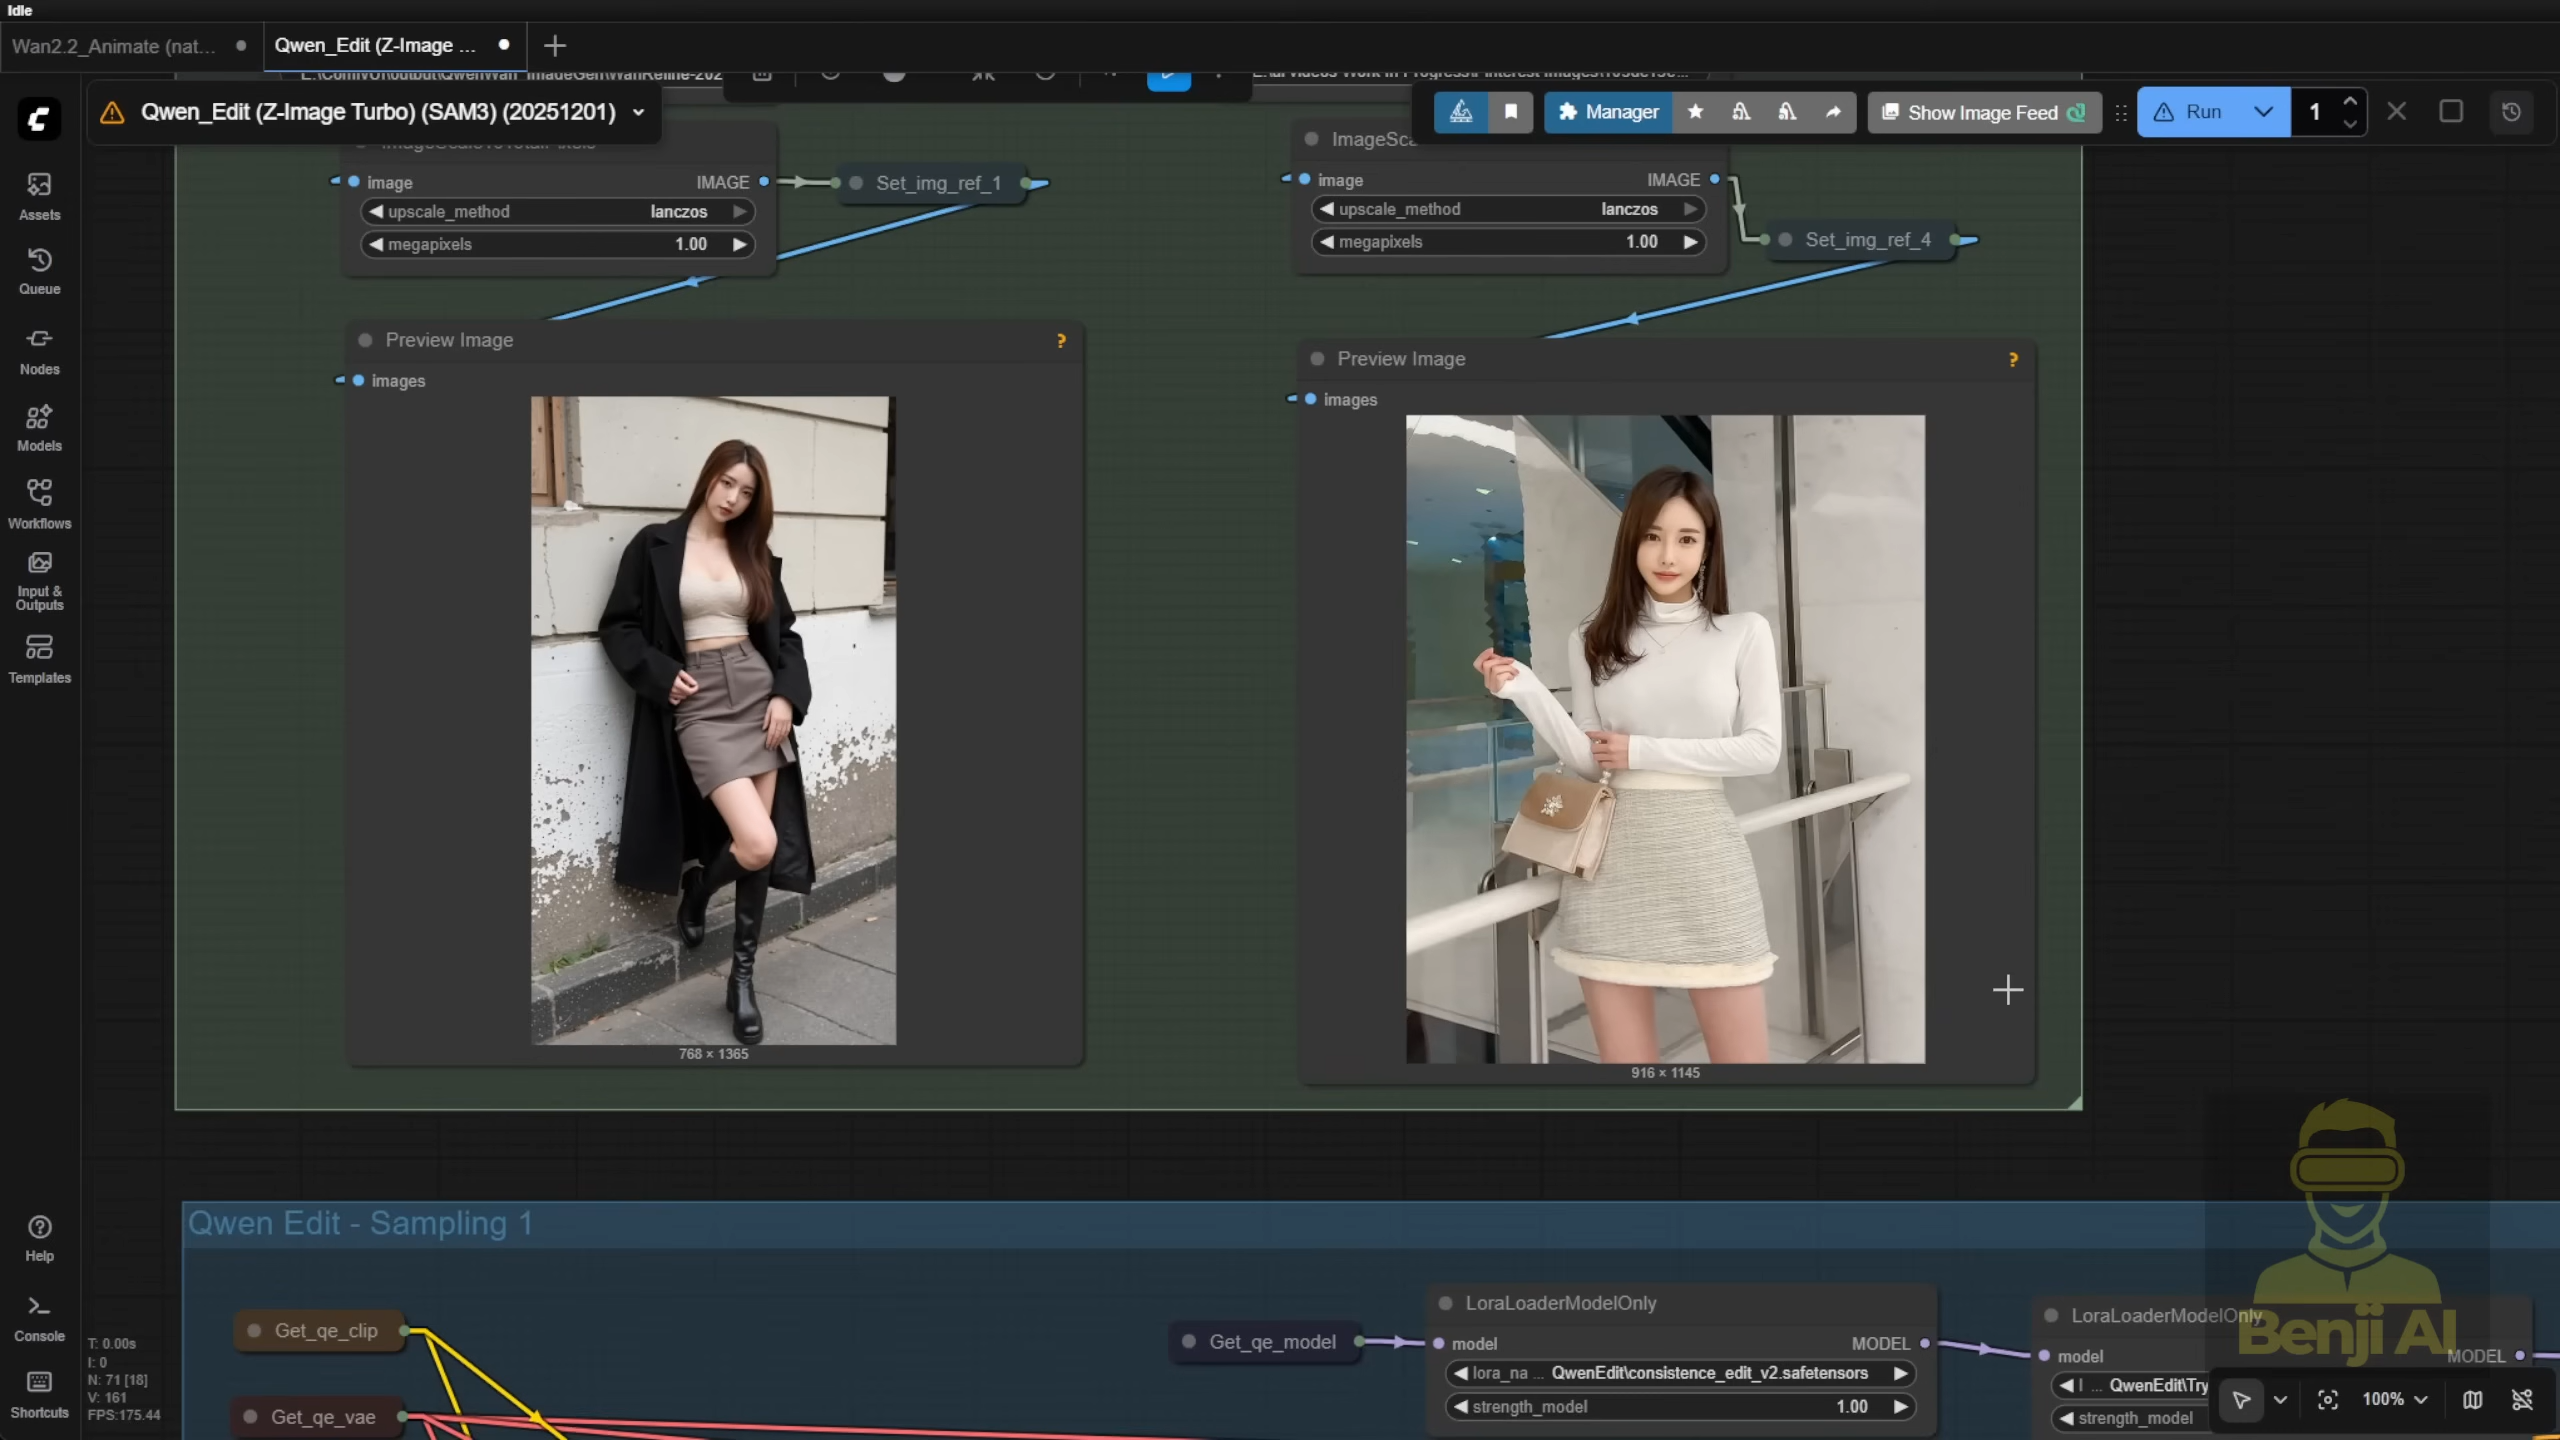 Idle
Wan2.2_Animate (nat...
Qwen_Edit (Z-Image ...
Qwen_Edit (Z-Image Turbo) (SAM3) (20251201)
Manager
Show Image Feed
Run
1
Assets
Queue
Nodes
Models
Workflows
Input &
Outputs
Templates
Help
Console
Shortcuts
image
IMAGE
upscale_method
lanczos
megapixels
1.00
Set_img_ref_1
ImageSca
image
IMAGE
upscale_method
lanczos
megapixels
1.00
Set_img_ref_4
Preview Image
?
images
768 × 1365
Preview Image
?
images
916 × 1145
Qwen Edit - Sampling 1
Get_qe_clip
Get_qe_vae
Get_qe_model
LoraLoaderModelOnly
model
MODEL
lora_na ...
QwenEdit\consistence_edit_v2.safetensors
strength_model
1.00
LoraLoaderModelOnly
model
MODEL
l ...
QwenEdit\Try
strength_model
Benji AI
100%
T: 0.00s
I: 0
N: 71 [18]
V: 161
FPS:175.44